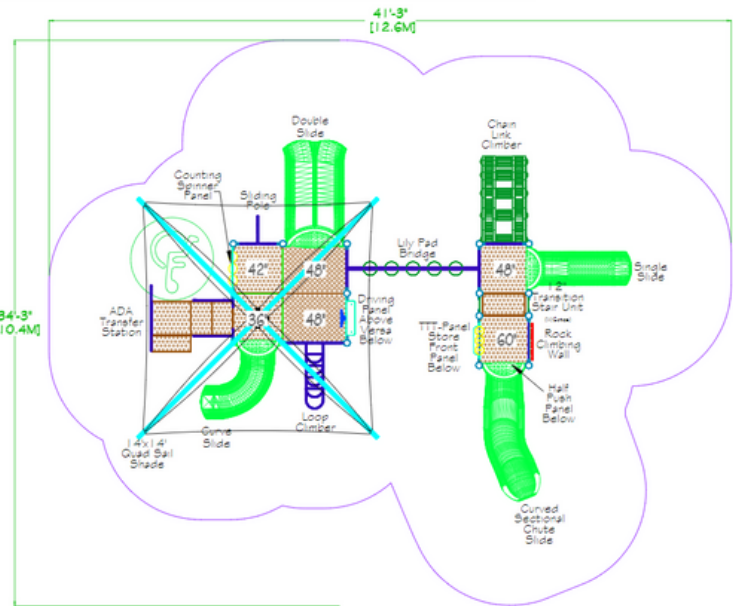 41'-3"
[12.6M]
Double
Slide
Chain
Link
Climber
Counting
Spinner
Panel
Sliding
Pole
Lily Pad
Bridge
42"
48"
48"
Single
Slide
12"
Transition
Stair Unit
34'-3"
10.4M]
ADA
Transfer
Station
36"
48"
Driving
Panel
Above
Versa
Below
TTT-Panel
Store
Front
Panel
Below
60"
Rock
Climbing
Wall
Half
Push
Panel
Below
Curve
Slide
Loop
Climber
14'x14'
Quad Sail
Shade
Curved
Sectional
Chute
Slide